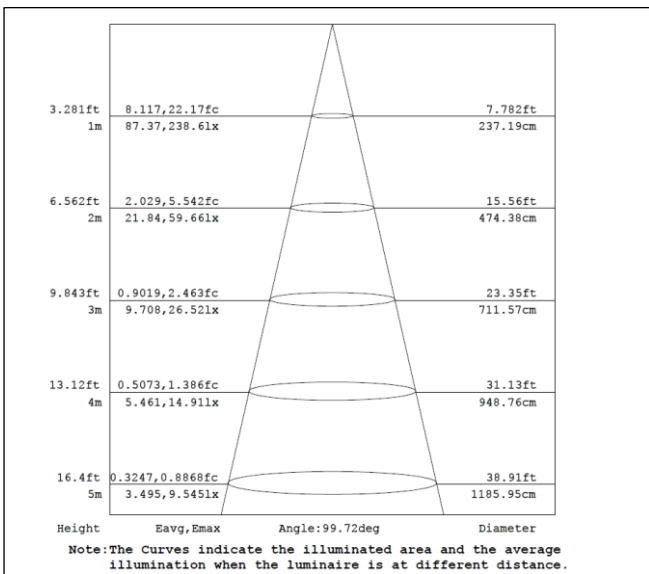 3.281ft 8.117,22.17fc 7.782ft
1m 87.37,238.6lx 237.19cm
6.562ft 2.029,5.542fc 15.56ft
2m 21.84,59.66lx 474.38cm
9.843ft 0.9019,2.463fc 23.35ft
3m 9.708,26.52lx 711.57cm
13.12ft 0.5073,1.386fc 31.13ft
4m 5.461,14.91lx 948.76cm
16.4ft 0.3247,0.8868fc 38.91ft
5m 3.495,9.545lx 1185.95cm
Height Eavg,Emax Angle:99.72deg Diameter
Note:The Curves indicate the illuminated area and the average
illumination when the luminaire is at different distance.